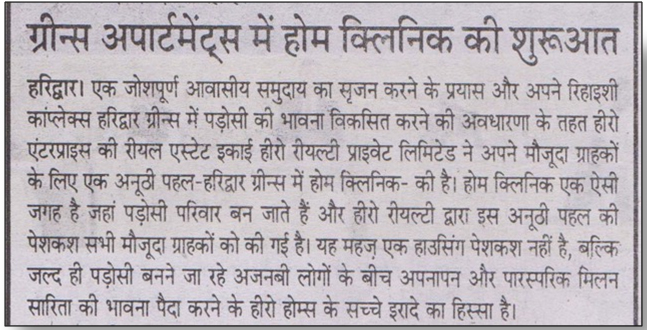 ग्रीन्स अपार्टमेंट्स में होम क्लिनिक की शुरूआत
हरिद्वार। एक जोशपूर्ण आवासीय समुदाय का सृजन करने के प्रयास और अपने रिहाइशी
कांप्लेक्स हरिद्वार ग्रीन्स में पड़ोसी की भावना विकसित करने की अवधारणा के तहत हीरो
एंटरप्राइस की रीयल एस्टेट इकाई हीरो रीयल्टी प्राइवेट लिमिटेड ने अपने मौजूदा ग्राहकों
के लिए एक अनूठी पहल-हरिद्वार ग्रीन्स में होम क्लिनिक- की है। होम क्लिनिक एक ऐसी
जगह है जहां पड़ोसी परिवार बन जाते हैं और हीरो रीयल्टी द्वारा इस अनूठी पहल की
पेशकश सभी मौजूदा ग्राहकों को की गई है। यह महज़ एक हाउसिंग पेशकश नहीं है, बल्कि
जल्द ही पड़ोसी बनने जा रहे अजनबी लोगों के बीच अपनापन और पारस्परिक मिलन
सारिता की भावना पैदा करने के हीरो होम्स के सच्चे इरादे का हिस्सा है।